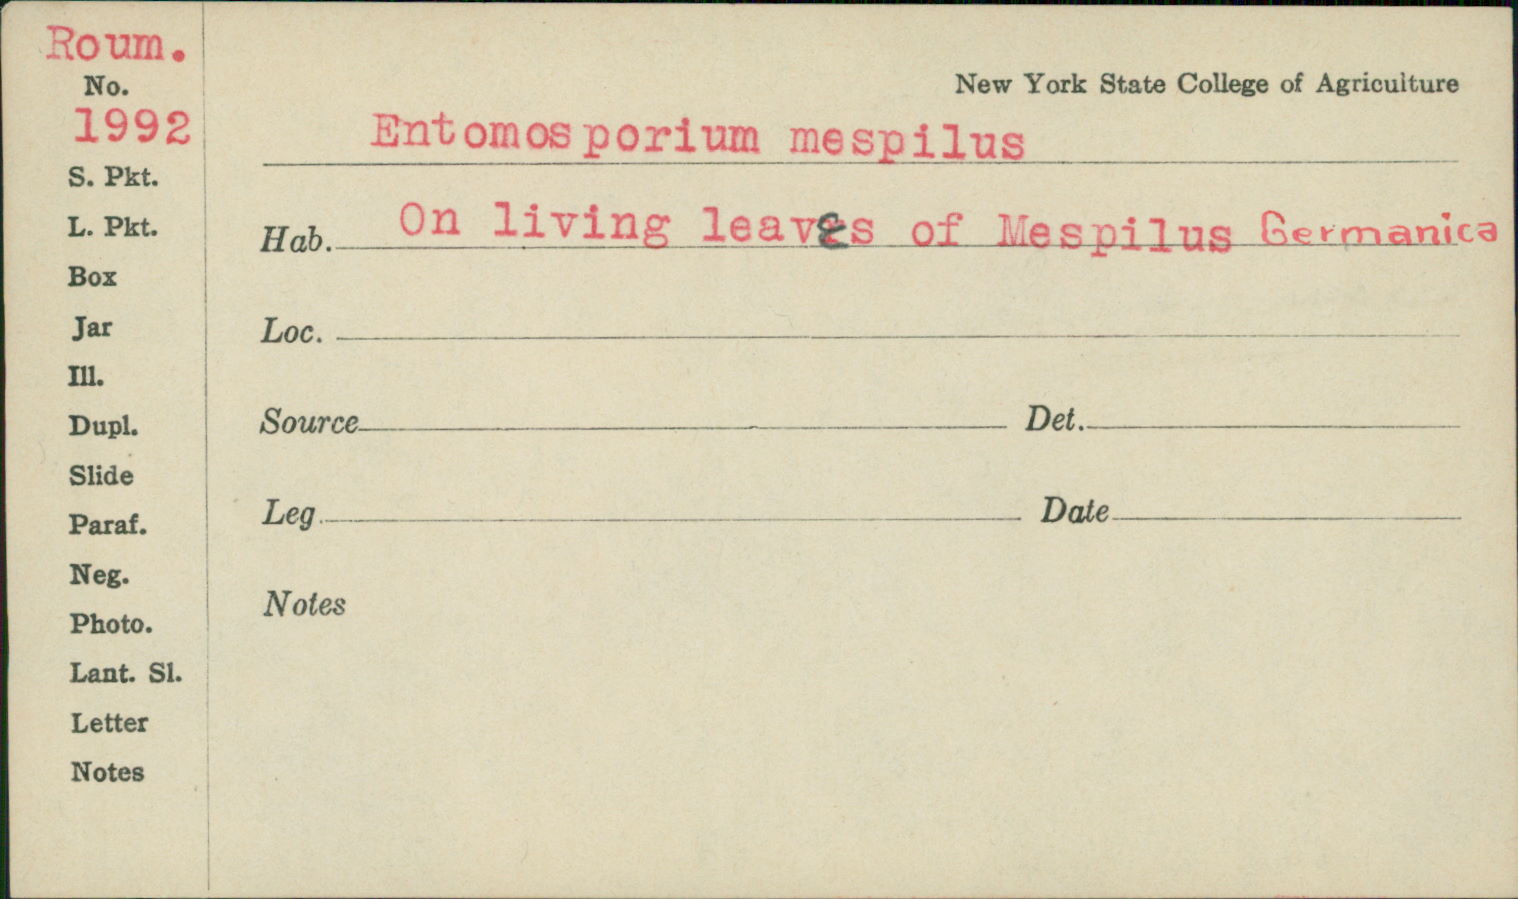 Roum.
No.
1992
S. Pkt.
L. Pkt.
Box
Jar
Ill.
Dupl.
Slide
Paraf.
Neg.
Photo.
Lant. Sl.
Letter
Notes
New York State College of Agriculture
Entomosporium mespilus
Hab. On living leaves of Mespilus Germanica
Loc.
Source Det.
Leg Date
Notes